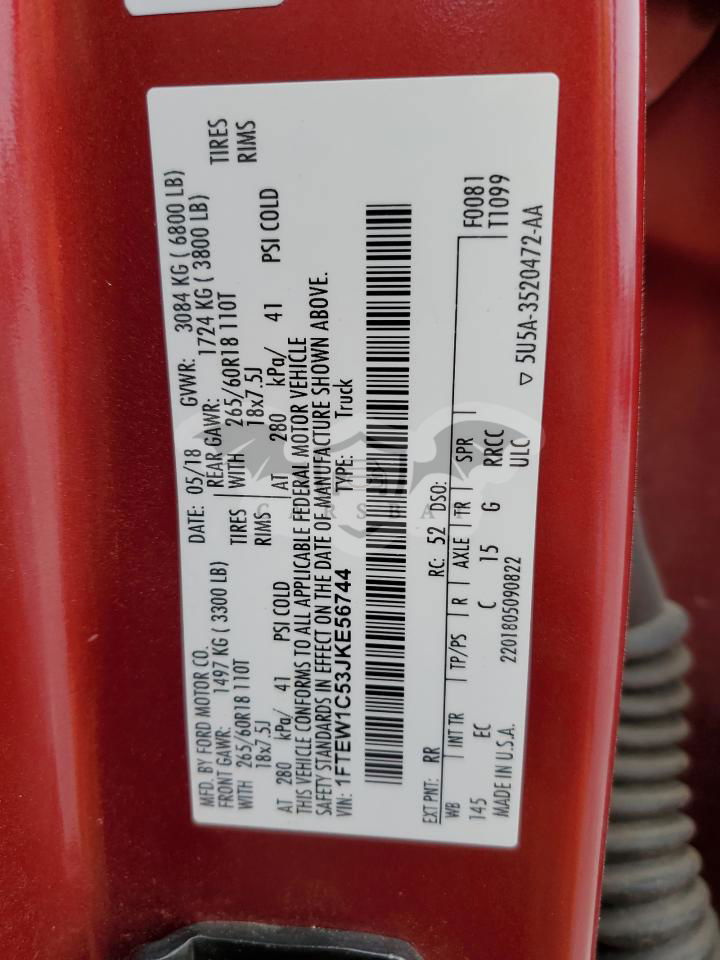 MFD. BY FORD MOTOR CO. DATE: 05/18 GVWR: 3084 KG ( 6800 LB)
FRONT GAWR: 1497 KG ( 3300 LB) REAR GAWR: 1724 KG ( 3800 LB)
WITH 265/60R18 110T TIRES WITH 265/60R18 110T TIRES
18x7.5J RIMS 18x7.5J RIMS
AT 280 kPa/ 41 PSI COLD AT 280 kPa/ 41 PSI COLD
THIS VEHICLE CONFORMS TO ALL APPLICABLE FEDERAL MOTOR VEHICLE
SAFETY STANDARDS IN EFFECT ON THE DATE OF MANUFACTURE SHOWN ABOVE.
VIN: 1FTEW1C53JKE56744 TYPE: Truck
EXT PNT: RR RC: 52 DSO: F0081
WB INT TR TP/PS R AXLE TR SPR T1099
145 EC C 15 G RRCC
MADE IN U.S.A. 2201805090822 ULC ▽ 5U5A-3520472-AA
CARSBAT